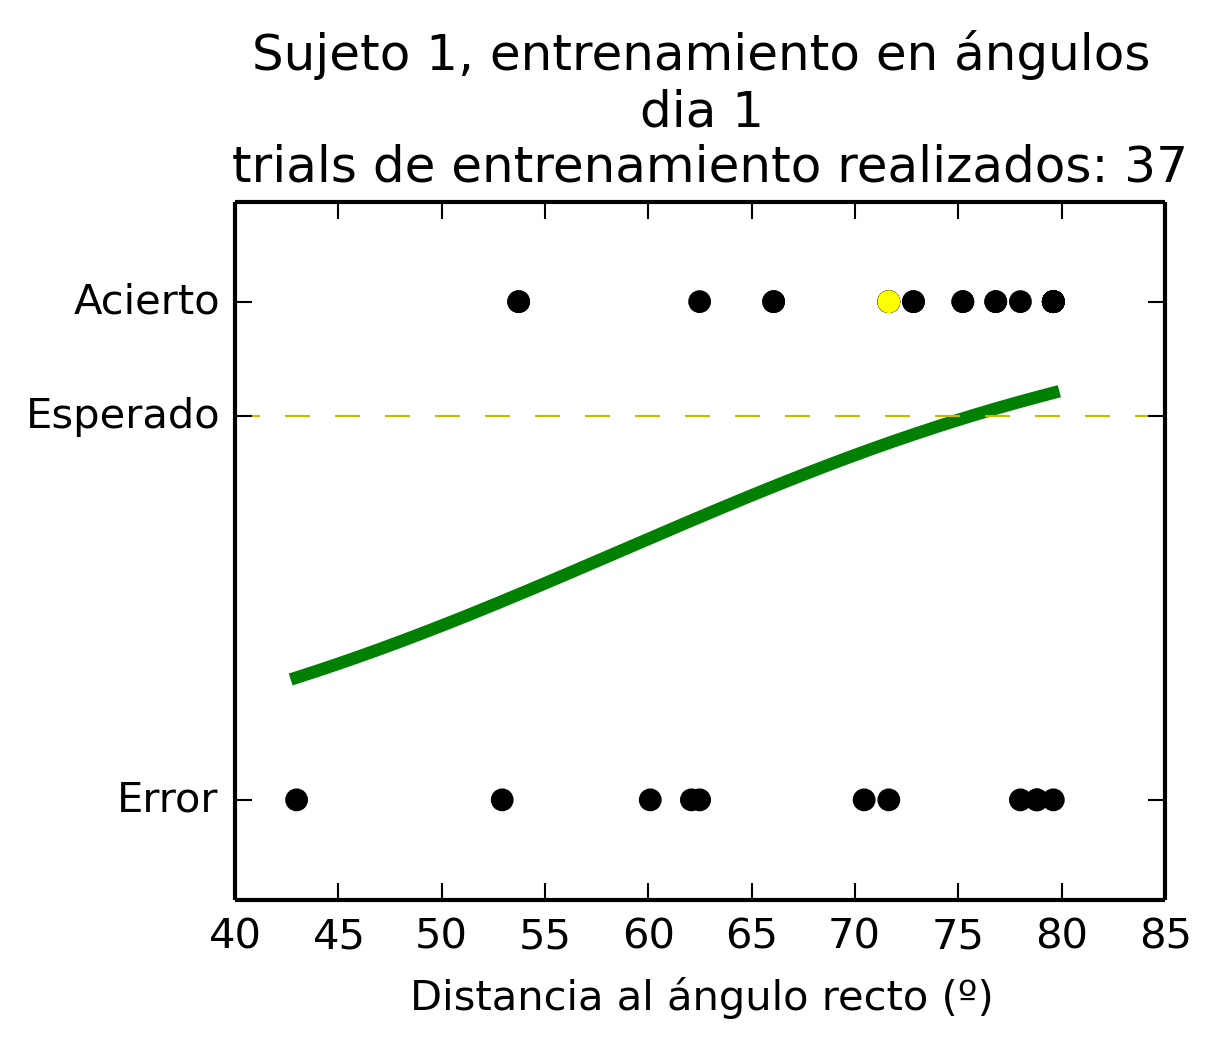 Sujeto 1, entrenamiento en ángulos
dia 1
trials de entrenamiento realizados: 37
Acierto
Esperado
Error
40 45 50 55 60 65 70 75 80 85
Distancia al ángulo recto (º)